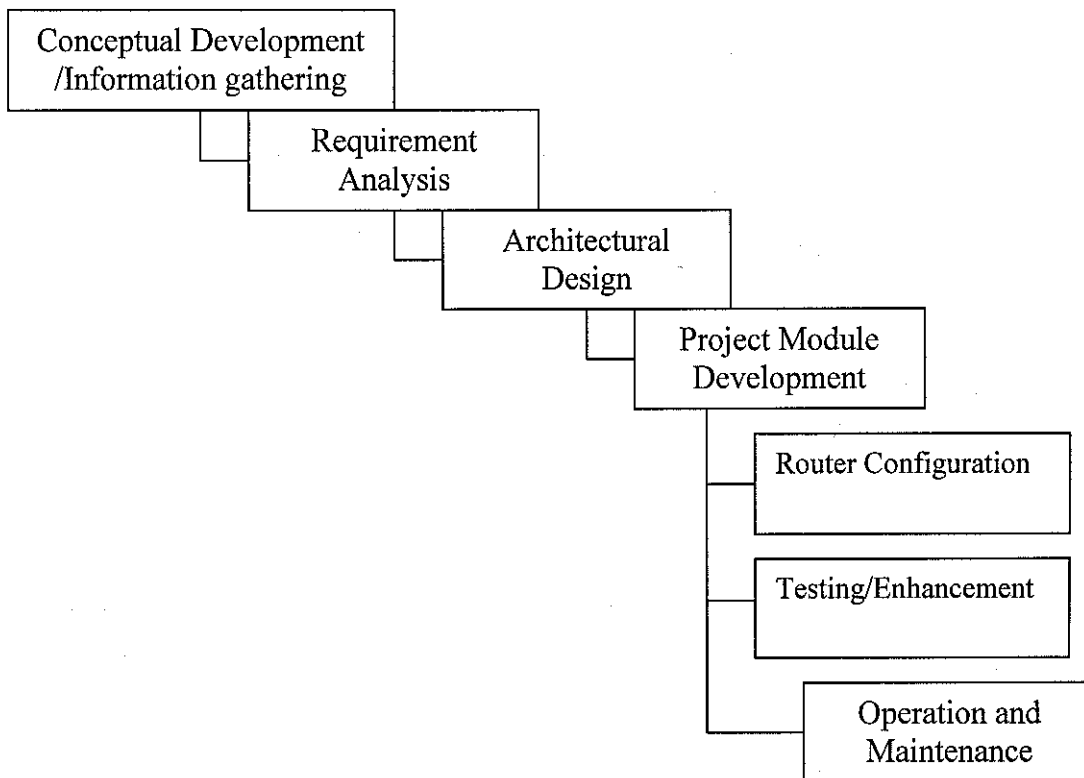 Conceptual Development
/Information gathering
Requirement
Analysis
Architectural
Design
Project Module
Development
Router Configuration
Testing/Enhancement
Operation and
Maintenance